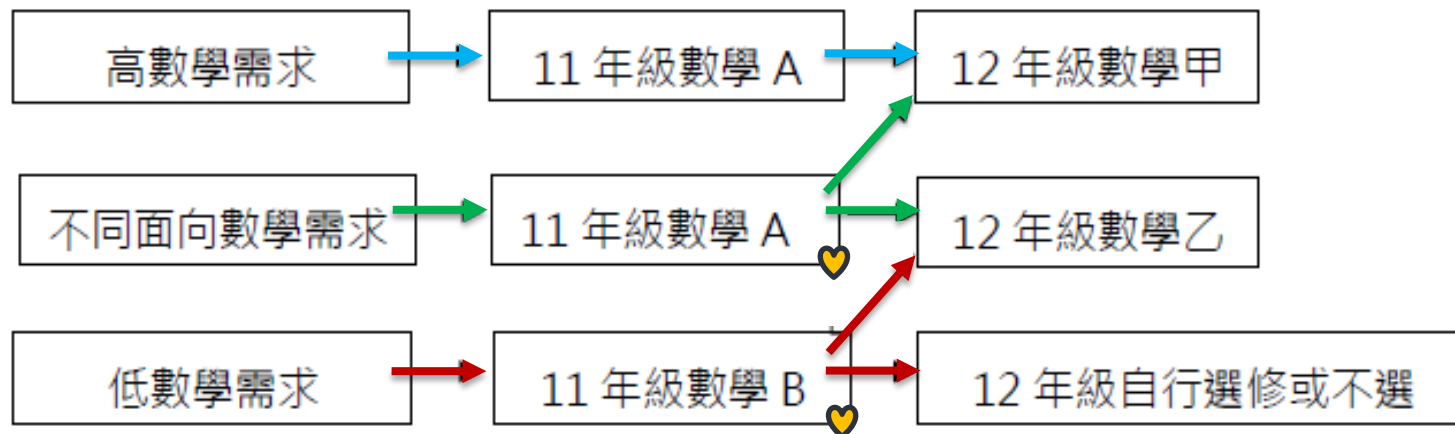 高數學需求
11 年級數學 A
12 年級數學甲
不同面向數學需求
11 年級數學 A
12 年級數學乙
低數學需求
11 年級數學 B
12 年級自行選修或不選